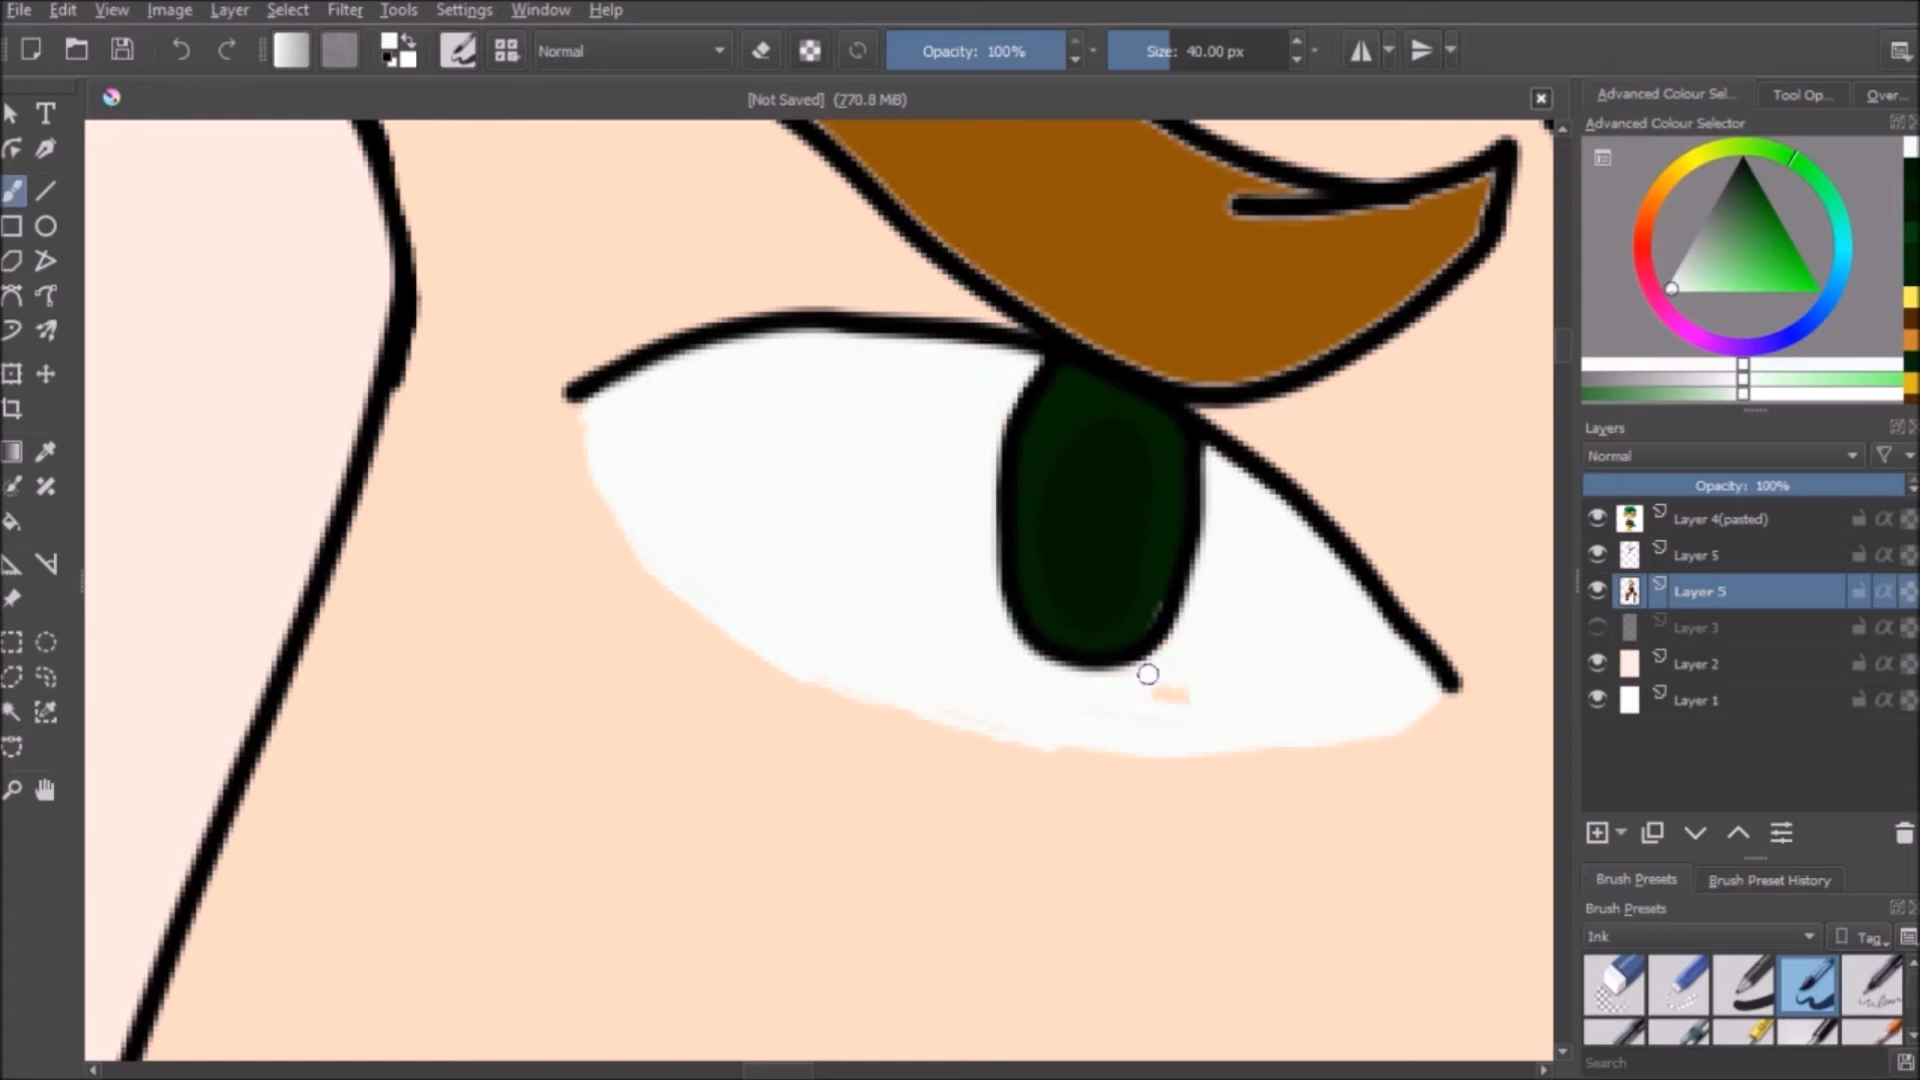 File Edit View Image Layer Select Filter Tools Settings Window Help
Normal Opacity: 100% Size: 40.00 px
[Not Saved] (770.8 MiB)
Advanced Colour Sel... Tool Op... Over...
Advanced Colour Selector
Layers
Normal
Opacity: 100%
Layer 4(pasted)
Layer 5
Layer 5
Layer 3
Layer 2
Layer 1
Brush Presets Brush Preset History
Brush Presets
Ink Tag
Search